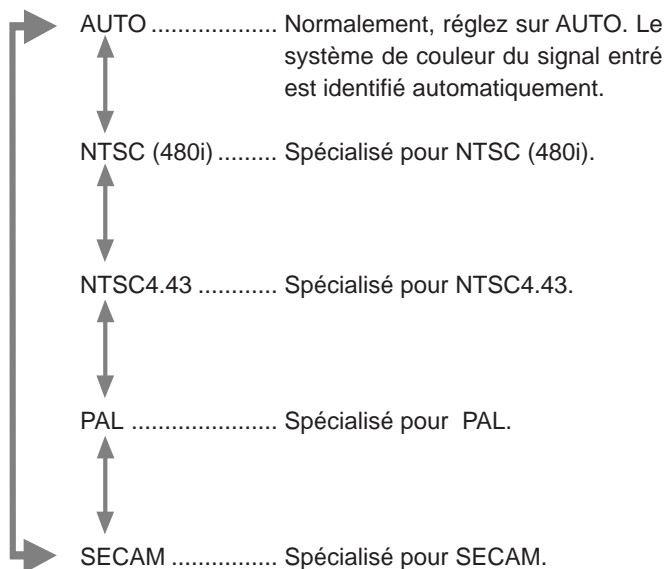 AUTO ................... Normalement, réglez sur AUTO. Le
système de couleur du signal entré
est identifié automatiquement.
NTSC (480i) ......... Spécialisé pour NTSC (480i).
NTSC4.43 ............ Spécialisé pour NTSC4.43.
PAL ...................... Spécialisé pour  PAL.
SECAM ................ Spécialisé pour SECAM.